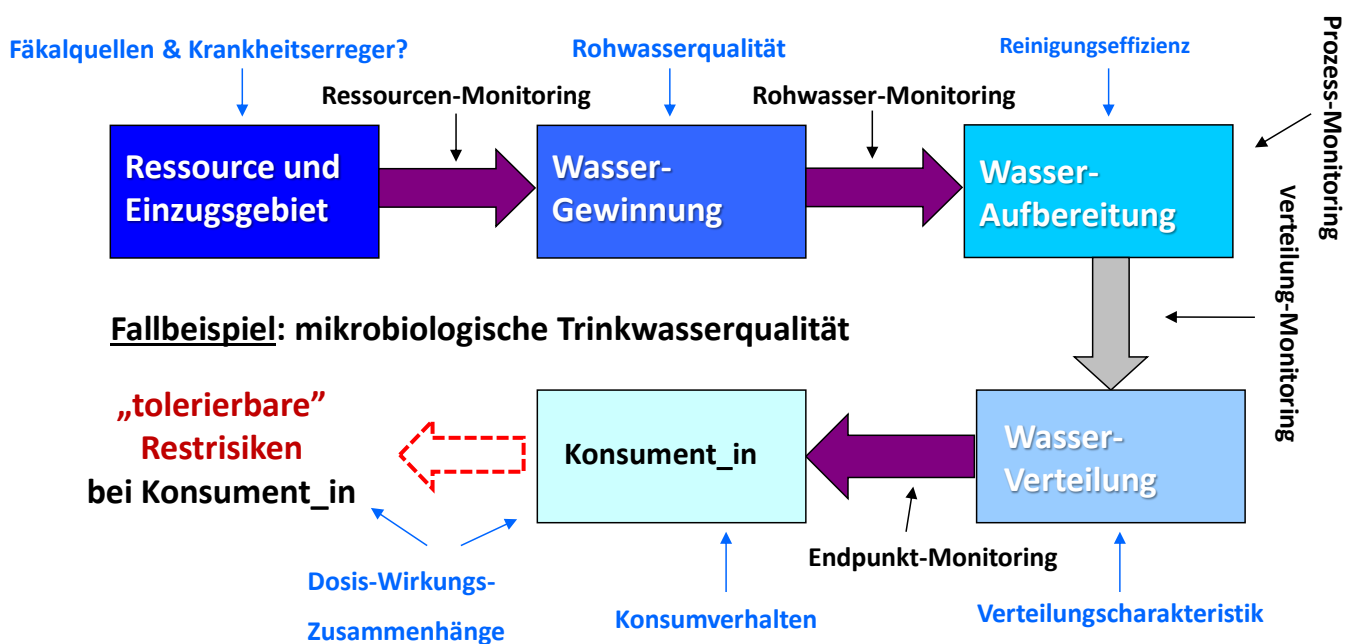 Fäkalquellen & Krankheitserreger?
Rohwasserqualität
Reinigungseffizienz
Ressourcen-Monitoring
Rohwasser-Monitoring
Prozess-Monitoring
Ressource und
Einzugsgebiet
Wasser-
Gewinnung
Wasser-
Aufbereitung
Verteilung-Monitoring
Fallbeispiel: mikrobiologische Trinkwasserqualität
„tolerierbare”
Restrisiken
bei Konsument_in
Konsument_in
Wasser-
Verteilung
Endpunkt-Monitoring
Dosis-Wirkungs-
Zusammenhänge
Konsumverhalten
Verteilungscharakteristik